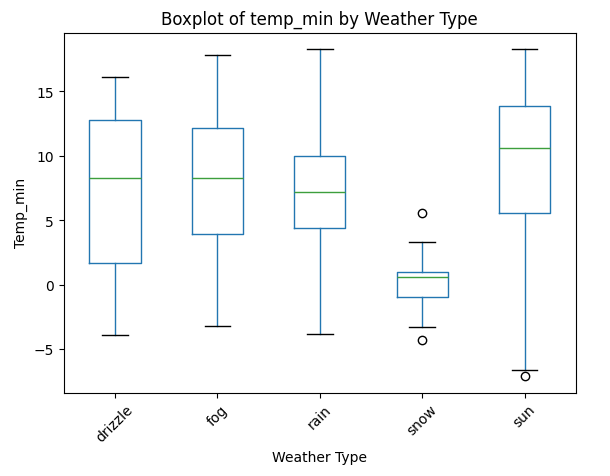 Boxplot of temp_min by Weather Type
Temp_min
15
10
5
0
−5
drizzle
fog
rain
snow
sun
Weather Type